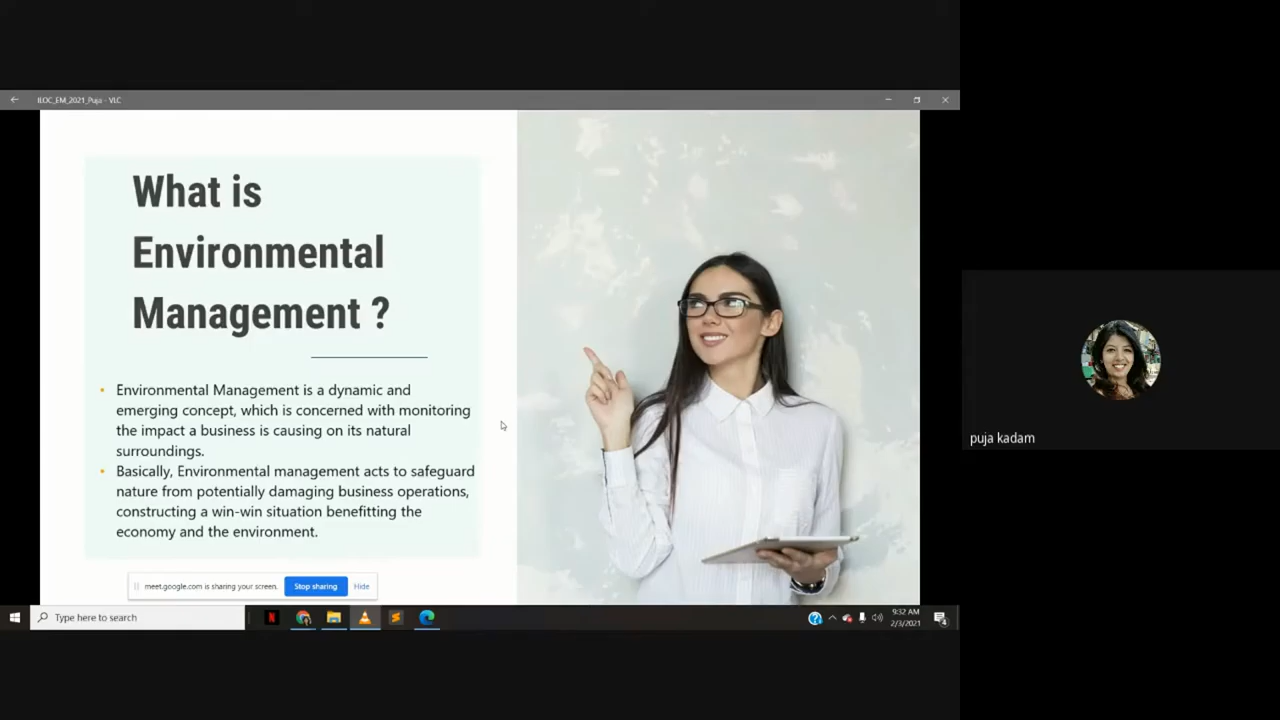 ILOC_EM_2021_Puja - VLC
What is
Environmental
Management ?
• Environmental Management is a dynamic and
emerging concept, which is concerned with monitoring
the impact a business is causing on its natural
surroundings.
• Basically, Environmental management acts to safeguard
nature from potentially damaging business operations,
constructing a win-win situation benefitting the
economy and the environment.
puja kadam
meet.google.com is sharing your screen.
Stop sharing
Hide
Type here to search
9:32 AM
2/3/2021
4